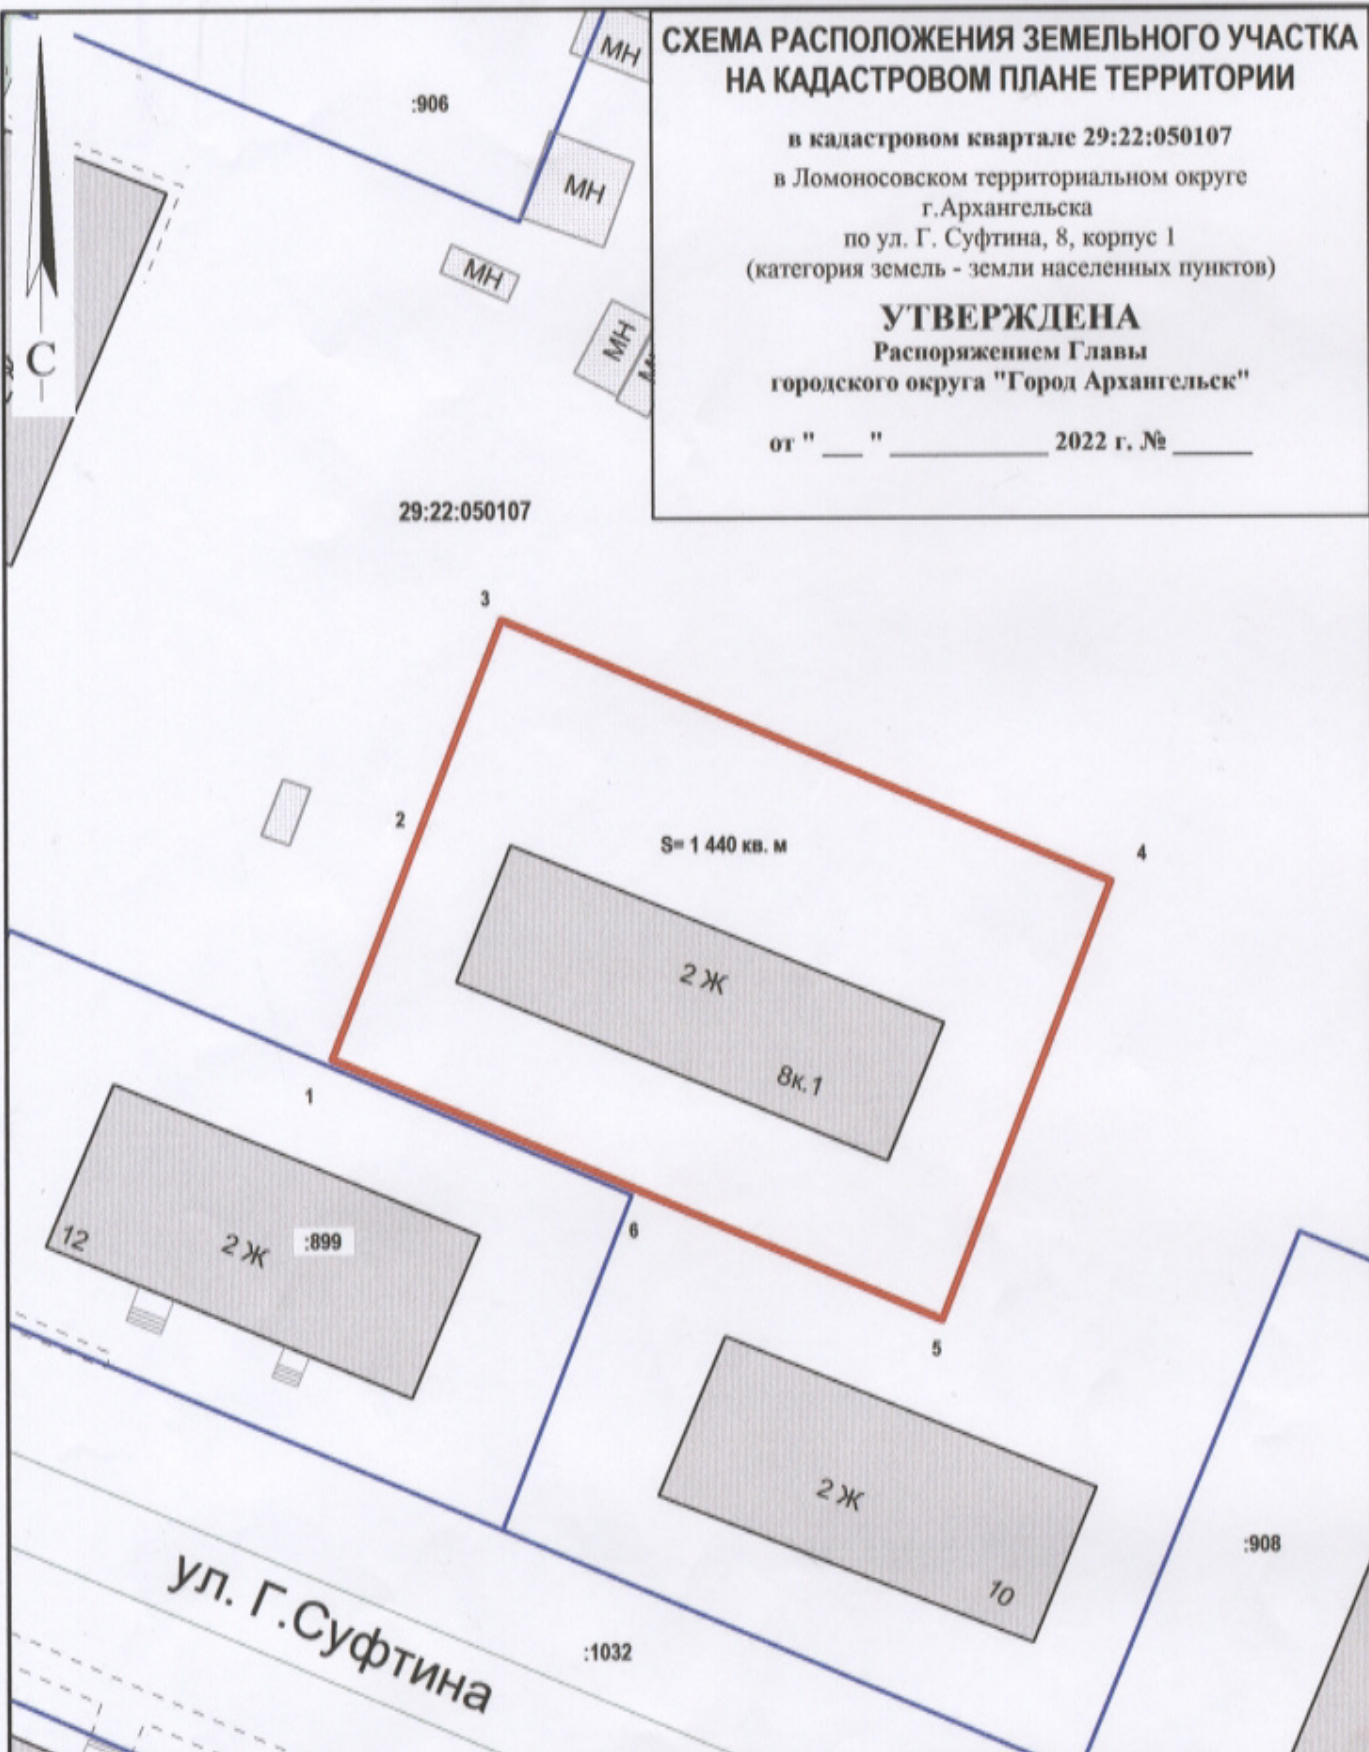 СХЕМА РАСПОЛОЖЕНИЯ ЗЕМЕЛЬНОГО УЧАСТКА
НА КАДАСТРОВОМ ПЛАНЕ ТЕРРИТОРИИ
в кадастровом квартале 29:22:050107
в Ломоносовском территориальном округе
г.Архангельска
по ул. Г. Суфтина, 8, корпус 1
(категория земель - земли населенных пунктов)
УТВЕРЖДЕНА
Распоряжением Главы
городского округа "Город Архангельск"
от " ___ " ____________ 2022 г. № ______
МН
:906
МН
МН
МН
С
29:22:050107
3
2
S= 1 440 кв. м
4
2 Ж
8к.1
1
12
2 Ж
:899
6
5
2 Ж
10
:908
ул. Г.Суфтина
:1032